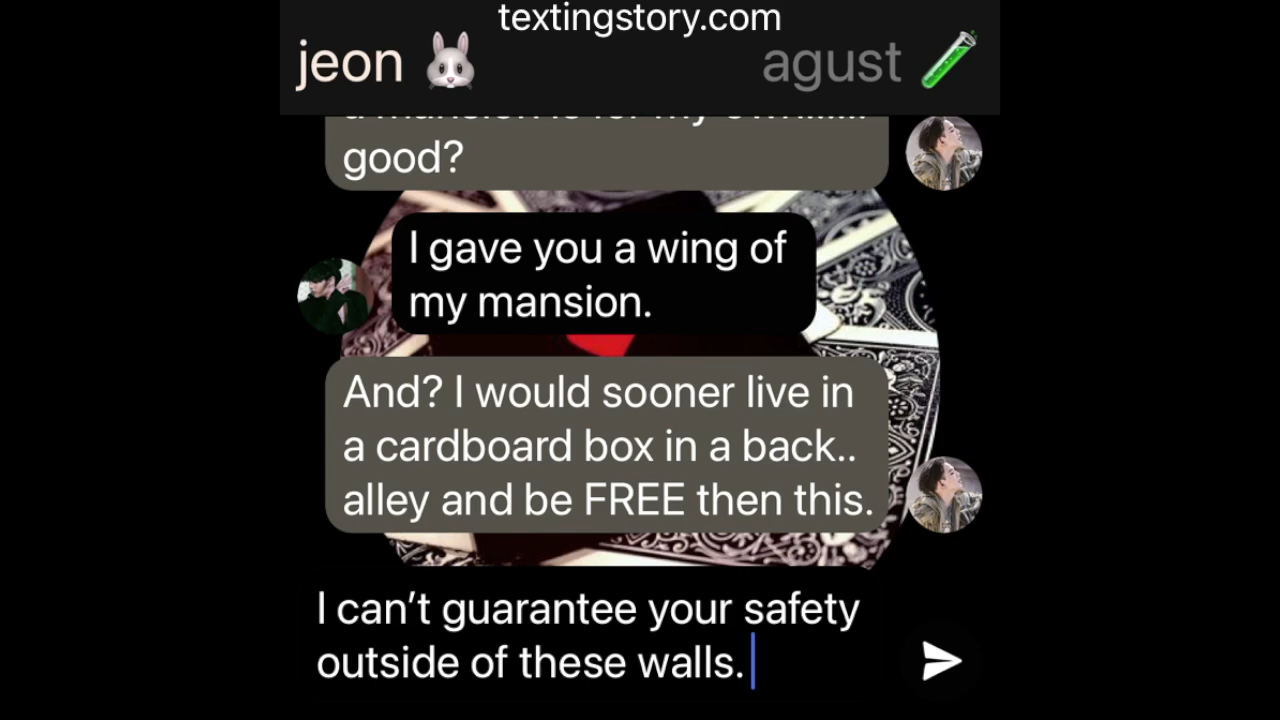 textingstory.com
jeon
agust
good?
I gave you a wing of
my mansion.
And? I would sooner live in
a cardboard box in a back..
alley and be FREE then this.
I can’t guarantee your safety
outside of these walls.